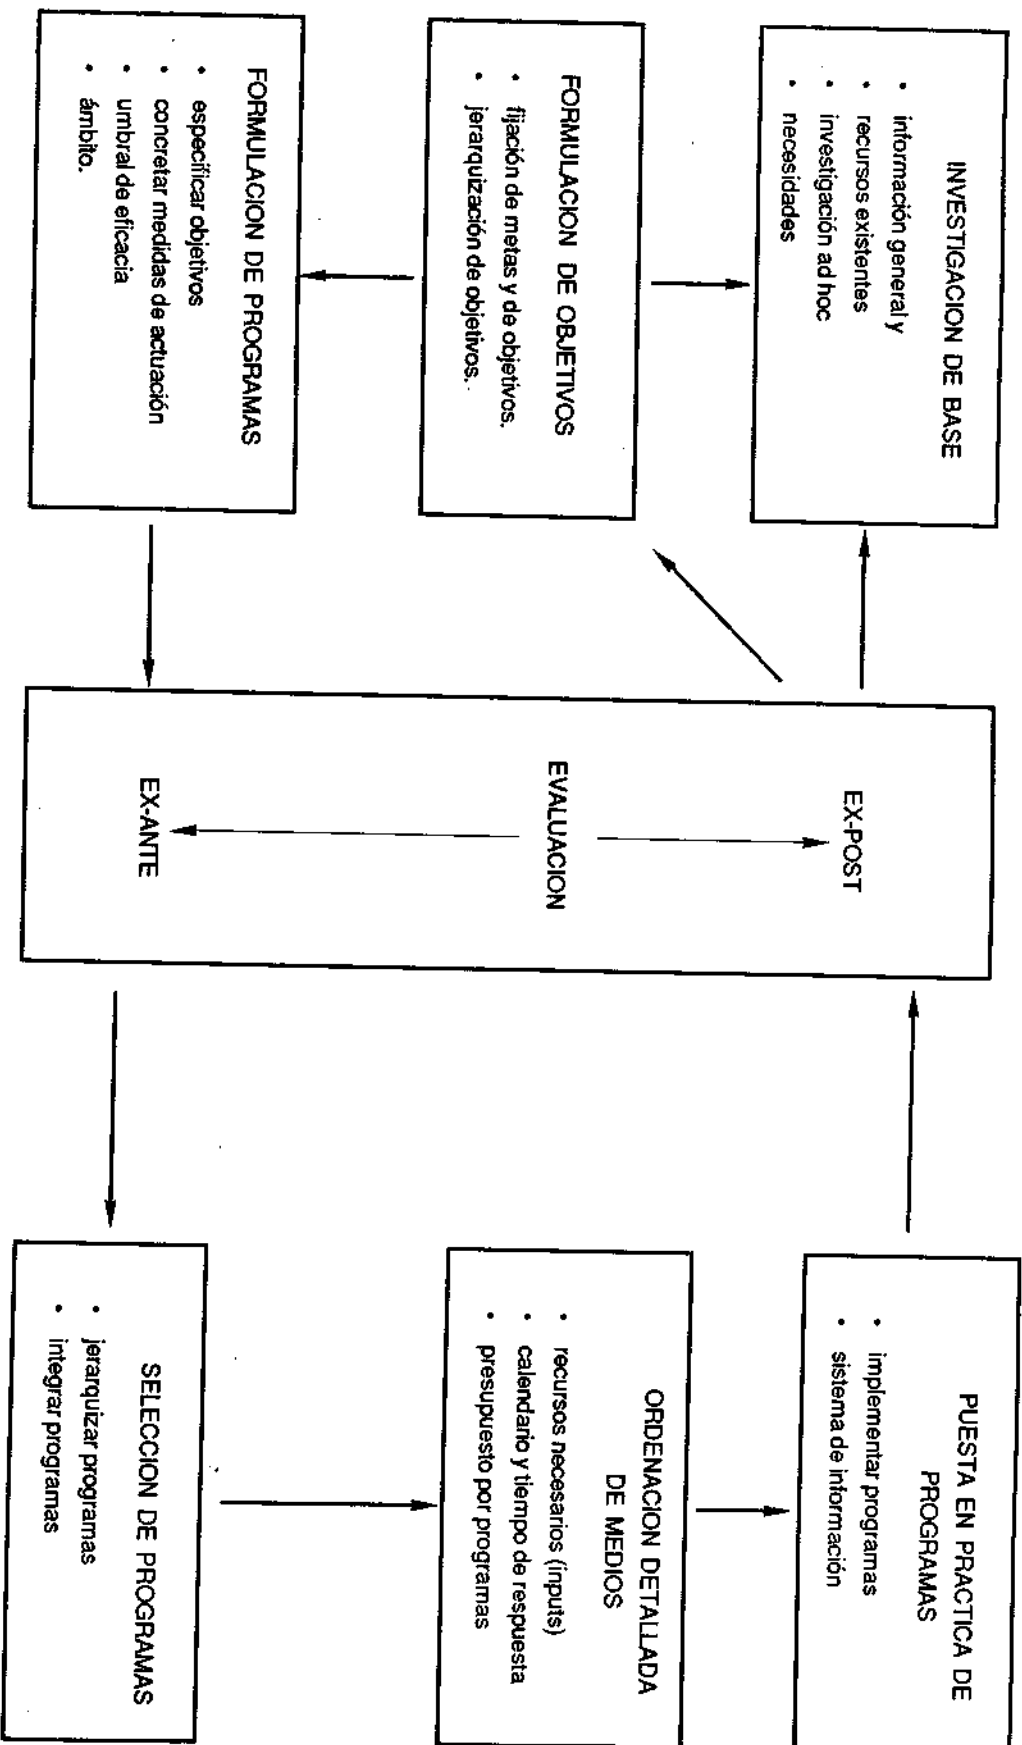 INVESTIGACION DE BASE
• información general y
• recursos existentes
• investigación ad hoc
• necesidades
FORMULACION DE OBJETIVOS
• fijación de metas y de objetivos.
• jerarquización de objetivos.
FORMULACION DE PROGRAMAS
• especificar objetivos
• concretar medidas de actuación
• umbral de eficacia
• ámbito.
EX-POST
EVALUACION
EX-ANTE
PUESTA EN PRACTICA DE
PROGRAMAS
• implementar programas
• sistema de información
ORDENACION DETALLADA
DE MEDIOS
• recursos necesarios (inputs)
• calendario y tiempo de respuesta
• presupuesto por programas
SELECCION DE PROGRAMAS
• jerarquizar programas
• integrar programas